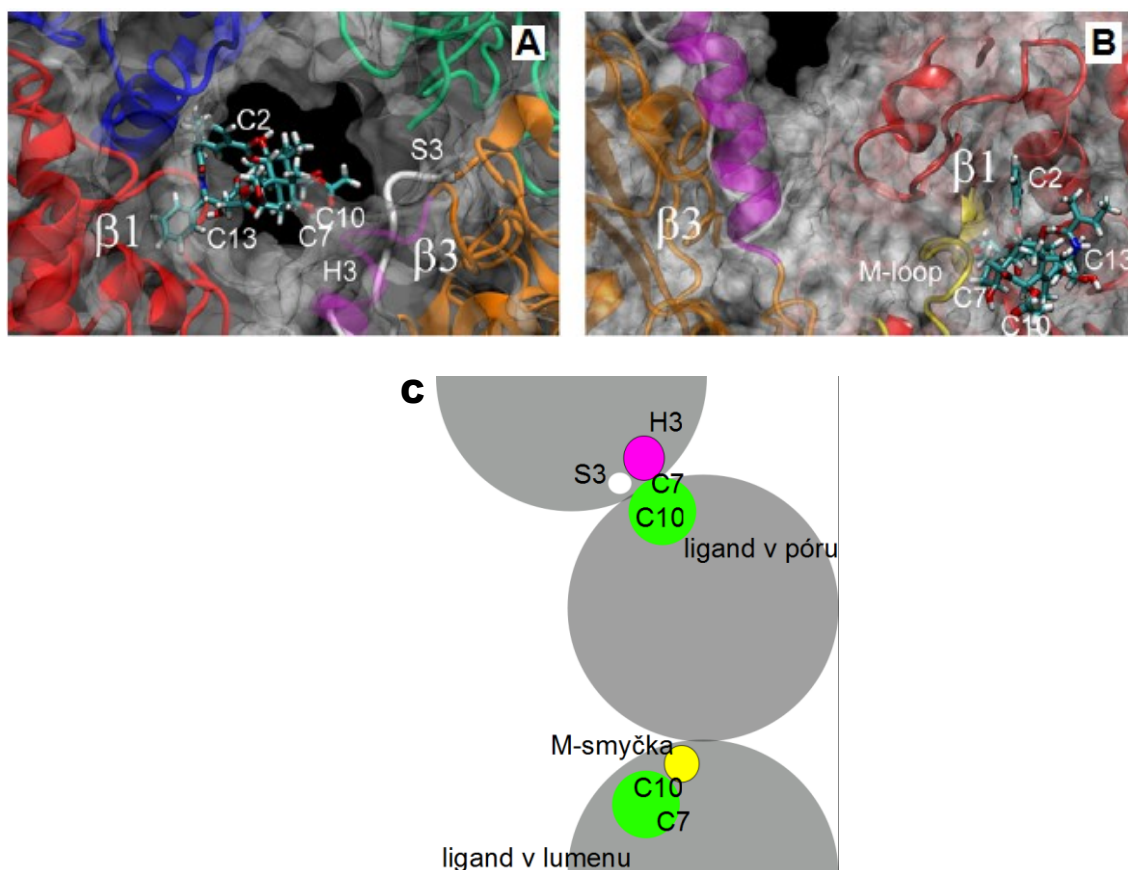 A
C2
S3
β1
C10
C13
C7
β3
H3
B
β1
C2
β3
M-loop
C13
C7
C10
C
H3
S3
C7
C10
ligand v póru
M-smyčka
C10
C7
ligand v lumenu